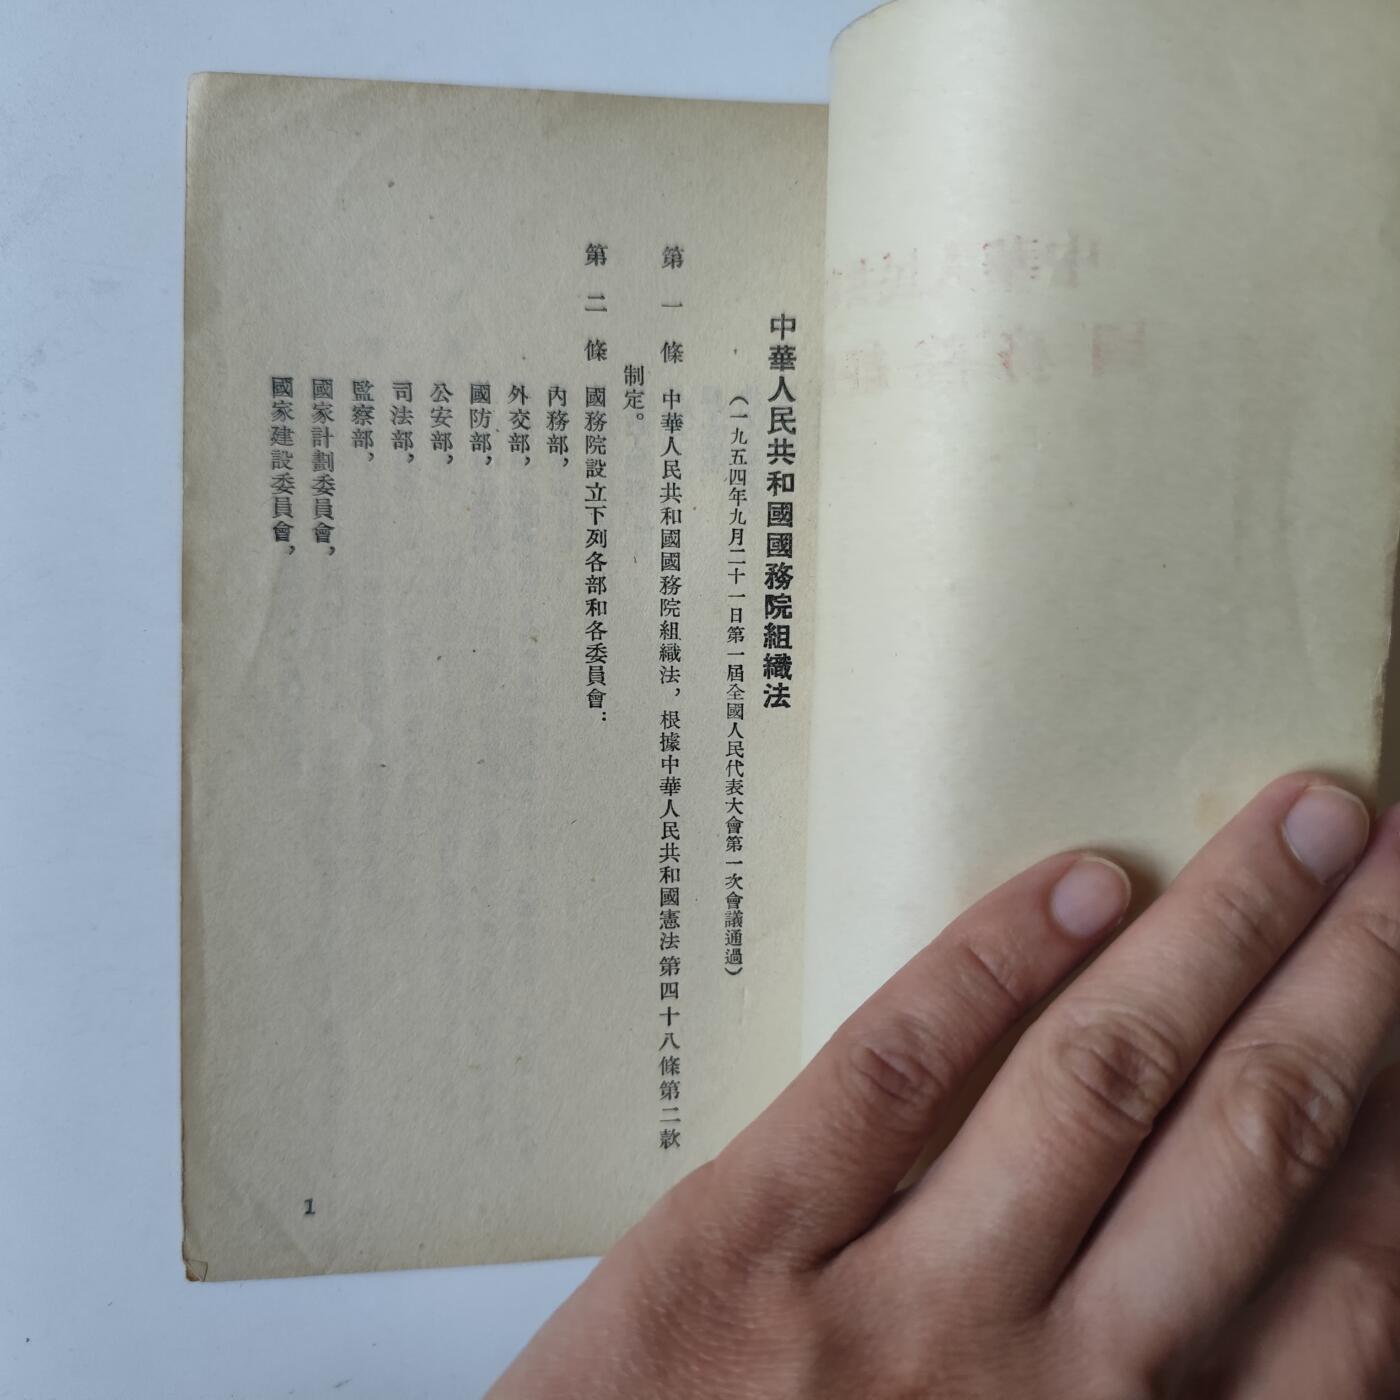 中華人民共和國國務院組織法
（一九五四年九月二十一日第一屆全國人民代表大會第一次會議通過）
第一條　中華人民共和國國務院組織法，根據中華人民共和國憲法第四十八條第二款
制定。
第二條　國務院設立下列各部和各委員會：
內務部，
外交部，
國防部，
公安部，
司法部，
監察部，
國家計劃委員會，
國家建設委員會，
1